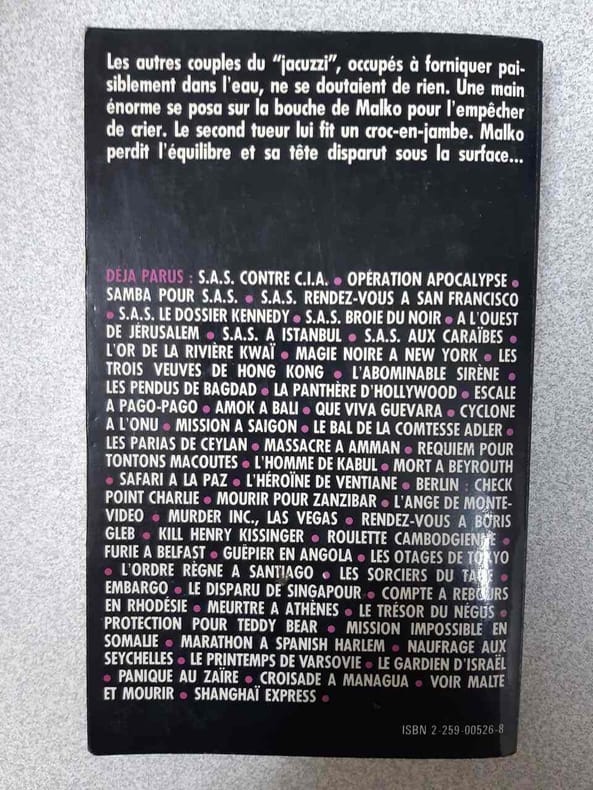 Les autres couples du "jacuzzi", occupés à forniquer pai-
siblement dans l'eau, ne se doutaient de rien. Une main
énorme se posa sur la bouche de Malko pour l'empêcher
de crier. Le second tueur lui fit un croc-en-jambe. Malko
perdit l'équilibre et sa tête disparut sous la surface...
DÉJA PARUS : S.A.S. CONTRE C.I.A. • OPÉRATION APOCALYPSE •
SAMBA POUR S.A.S. • S.A.S. RENDEZ-VOUS A SAN FRANCISCO
• S.A.S. LE DOSSIER KENNEDY • S.A.S. BROIE DU NOIR • A L'OUEST
DE JÉRUSALEM • S.A.S. A ISTANBUL • S.A.S. AUX CARAÏBES •
L'OR DE LA RIVIÈRE KWAÏ • MAGIE NOIRE A NEW YORK • LES
TROIS VEUVES DE HONG KONG • L'ABOMINABLE SIRÈNE •
LES PENDUS DE BAGDAD • LA PANTHÈRE D'HOLLYWOOD • ESCALE
A PAGO-PAGO • AMOK A BALI • QUE VIVA GUEVARA • CYCLONE
A L'ONU • MISSION A SAIGON • LE BAL DE LA COMTESSE ADLER •
LES PARIAS DE CEYLAN • MASSACRE A AMMAN • REQUIEM POUR
TONTONS MACOUTES • L'HOMME DE KABUL • MORT A BEYROUTH
• SAFARI A LA PAZ • L'HÉROÏNE DE VENTIANE • BERLIN : CHECK
POINT CHARLIE • MOURIR POUR ZANZIBAR • L'ANGE DE MONTE-
VIDEO • MURDER INC., LAS VEGAS • RENDEZ-VOUS A BORIS
GLEB • KILL HENRY KISSINGER • ROULETTE CAMBODGIENNE •
FURIE A BELFAST • GUÊPIER EN ANGOLA • LES OTAGES DE TOKYO
• L'ORDRE RÈGNE A SANTIAGO • LES SORCIERS DU TAGE •
EMBARGO • LE DISPARU DE SINGAPOUR • COMPTE A REBOURS
EN RHODÉSIE • MEURTRE A ATHÈNES • LE TRÉSOR DU NÉGUS •
PROTECTION POUR TEDDY BEAR • MISSION IMPOSSIBLE EN
SOMALIE • MARATHON A SPANISH HARLEM • NAUFRAGE AUX
SEYCHELLES • LE PRINTEMPS DE VARSOVIE • LE GARDIEN D'ISRAËL
• PANIQUE AU ZAÏRE • CROISADE A MANAGUA • VOIR MALTE
ET MOURIR • SHANGHAÏ EXPRESS •
ISBN 2-259-00526-8